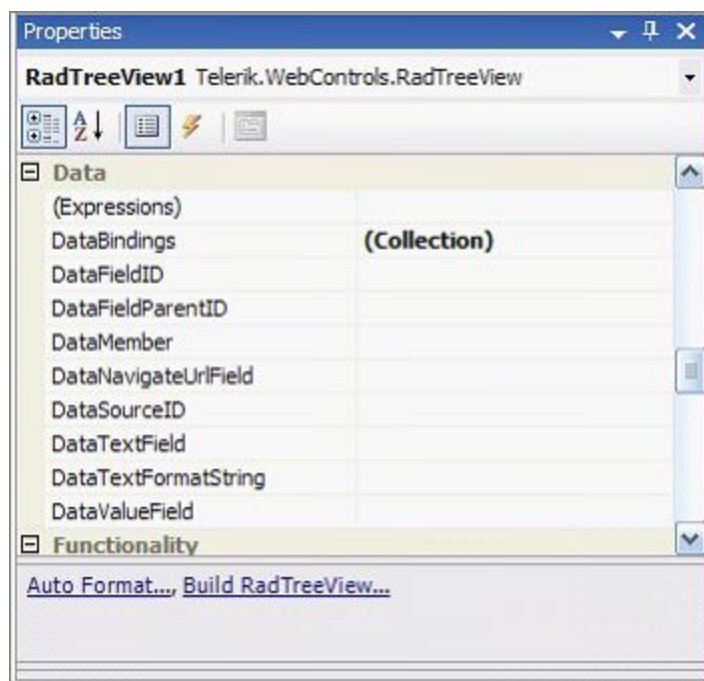 Properties
RadTreeView1 Telerik.WebControls.RadTreeView
A
Z
Data
(Expressions)
DataBindings (Collection)
DataFieldID
DataFieldParentID
DataMember
DataNavigateUrlField
DataSourceID
DataTextField
DataTextFormatString
DataValueField
Functionality
Auto Format..., Build RadTreeView...